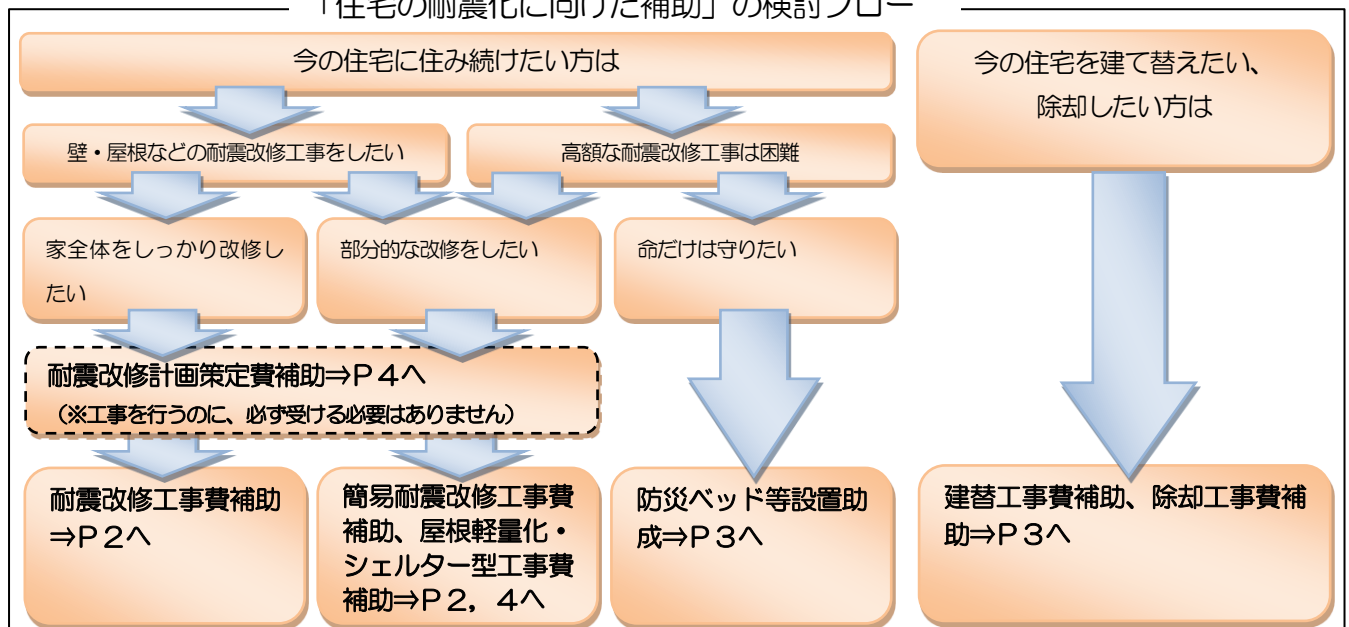 「住宅の耐震化に向けた補助」の検討フロー
今の住宅に住み続けたい方は
今の住宅を建て替えたい、
除却したい方は
壁・屋根などの耐震改修工事をしたい
高額な耐震改修工事は困難
家全体をしっかり改修し
たい
部分的な改修をしたい
命だけは守りたい
耐震改修計画策定費補助⇒P４へ
（※工事を行うのに、必ず受ける必要はありません）
耐震改修工事費補助
⇒P２へ
簡易耐震改修工事費
補助、屋根軽量化・
シェルター型工事費
補助⇒P２，４へ
防災ベッド等設置助
成⇒P３へ
建替工事費補助、除却工事費補
助⇒P３へ